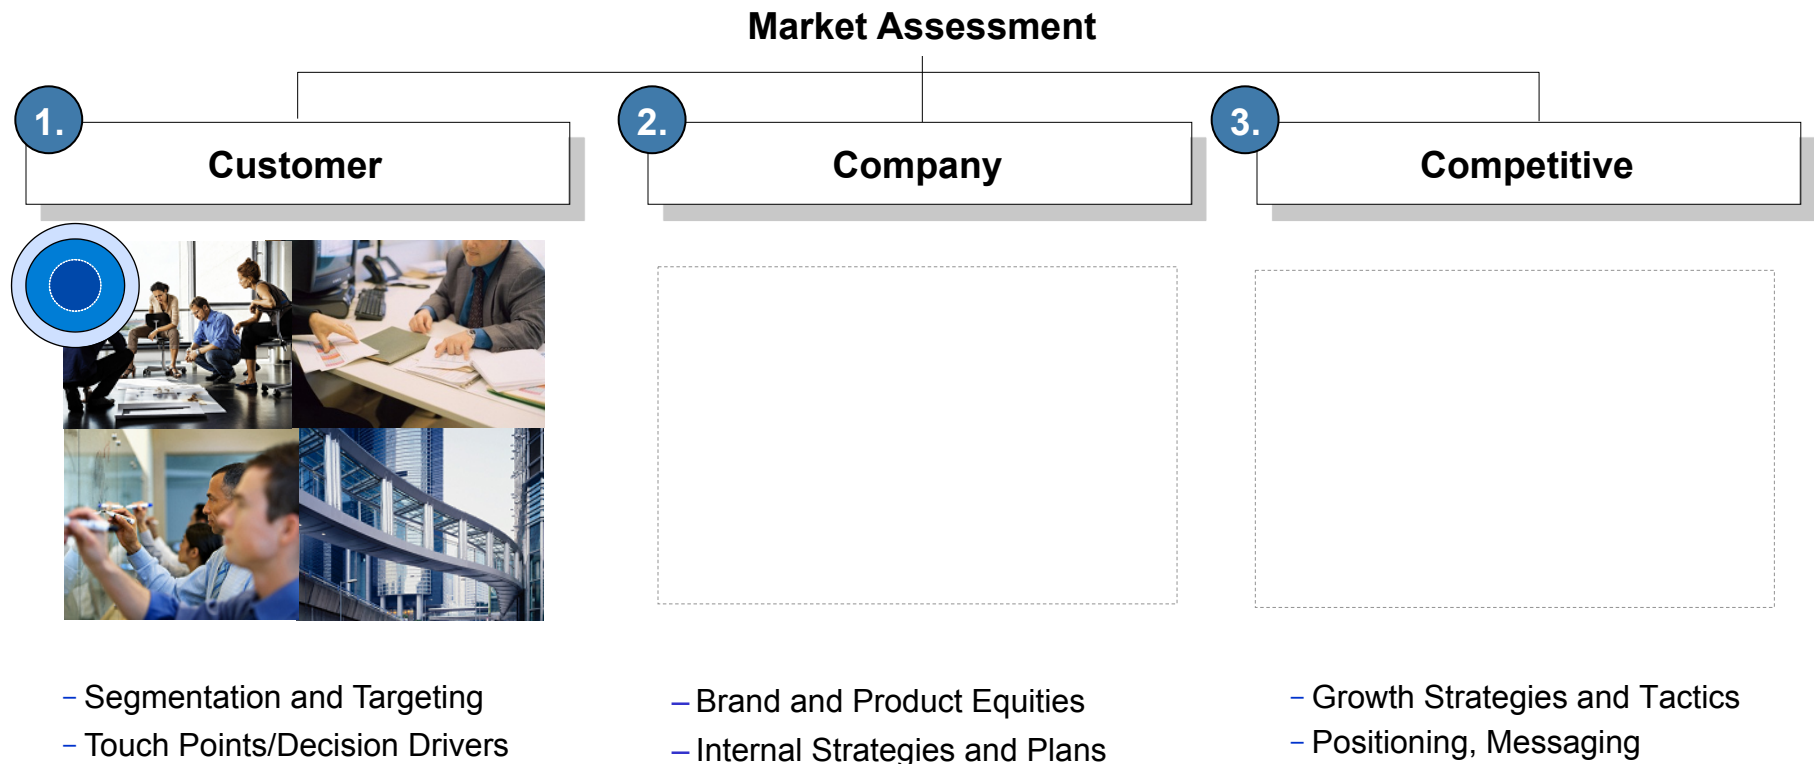 Market Assessment
1.
Customer
2.
Company
3.
Competitive
– Segmentation and Targeting
– Touch Points/Decision Drivers
– Brand and Product Equities
– Internal Strategies and Plans
– Growth Strategies and Tactics
– Positioning, Messaging